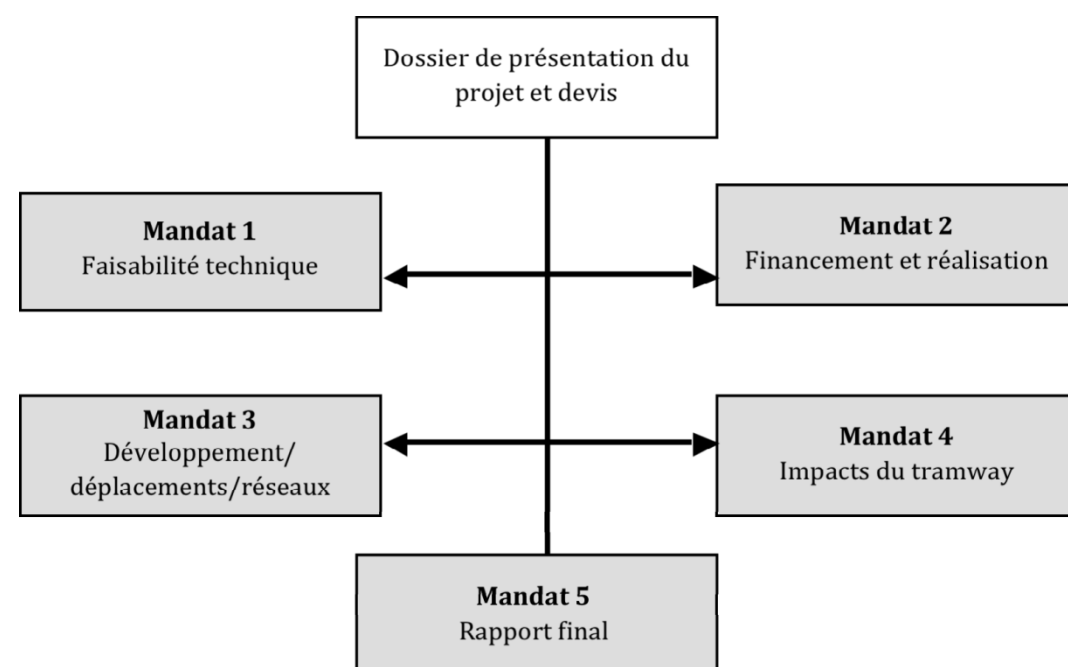 Dossier de présentation du
projet et devis
Mandat 1
Faisabilité technique
Mandat 2
Financement et réalisation
Mandat 3
Développement/
déplacements/réseaux
Mandat 4
Impacts du tramway
Mandat 5
Rapport final